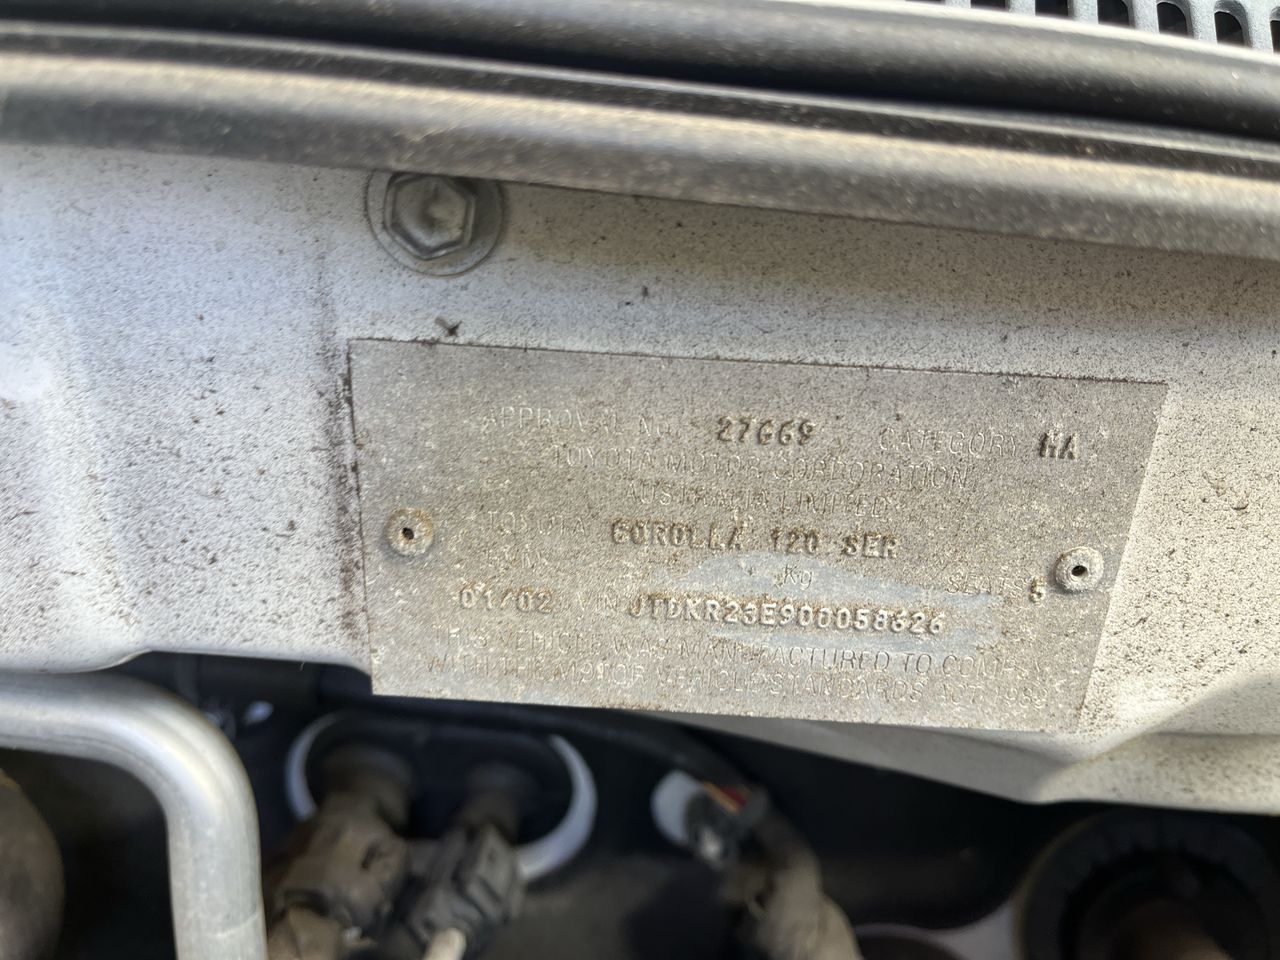 APPROVAL No. 27669 CATEGORY MA
TOYOTA MOTOR CORPORATION
AUSTRALIA LIMITED
TOYOTA COROLLA 120 SER
Kg SEATS 5
01/02 VIN JTDKR23E900058626
THIS VEHICLE WAS MANUFACTURED TO COMPLY
WITH THE MOTOR VEHICLE STANDARDS ACT 1989